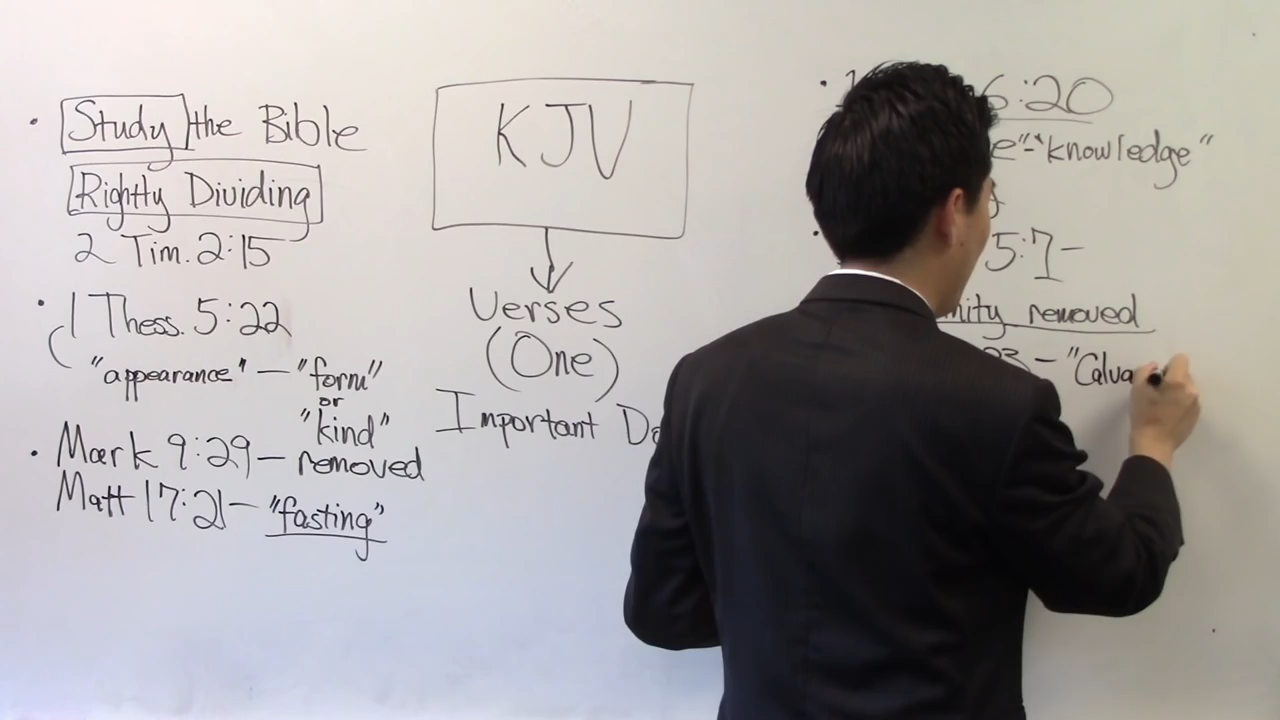 • Study the Bible
Rightly Dividing
2 Tim. 2:15
• 1 Thess. 5:22
"appearance" – "form"
or
"kind"
• Mark 9:29 – removed
Matt 17:21 – "fasting"
KJV
Verses
(One)
Important
• 6:20
"knowledge"
• 5:7 –
removed
– "Calva